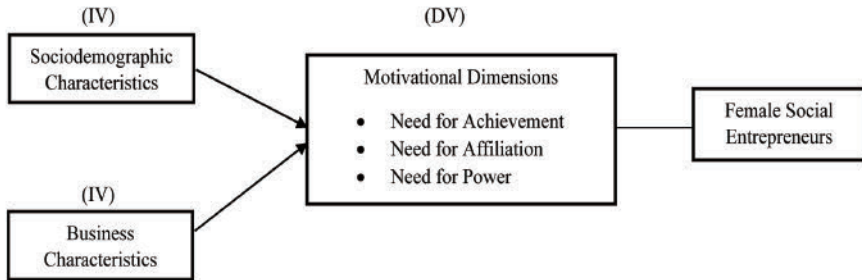 (IV)
(DV)
Sociodemographic
Characteristics
Motivational Dimensions
• Need for Achievement
• Need for Affiliation
• Need for Power
Female Social
Entrepreneurs
(IV)
Business
Characteristics